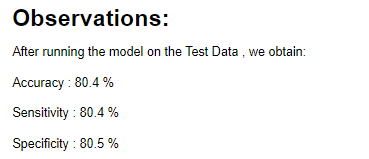 Observations:
After running the model on the Test Data , we obtain:
Accuracy : 80.4 %
Sensitivity : 80.4 %
Specificity : 80.5 %